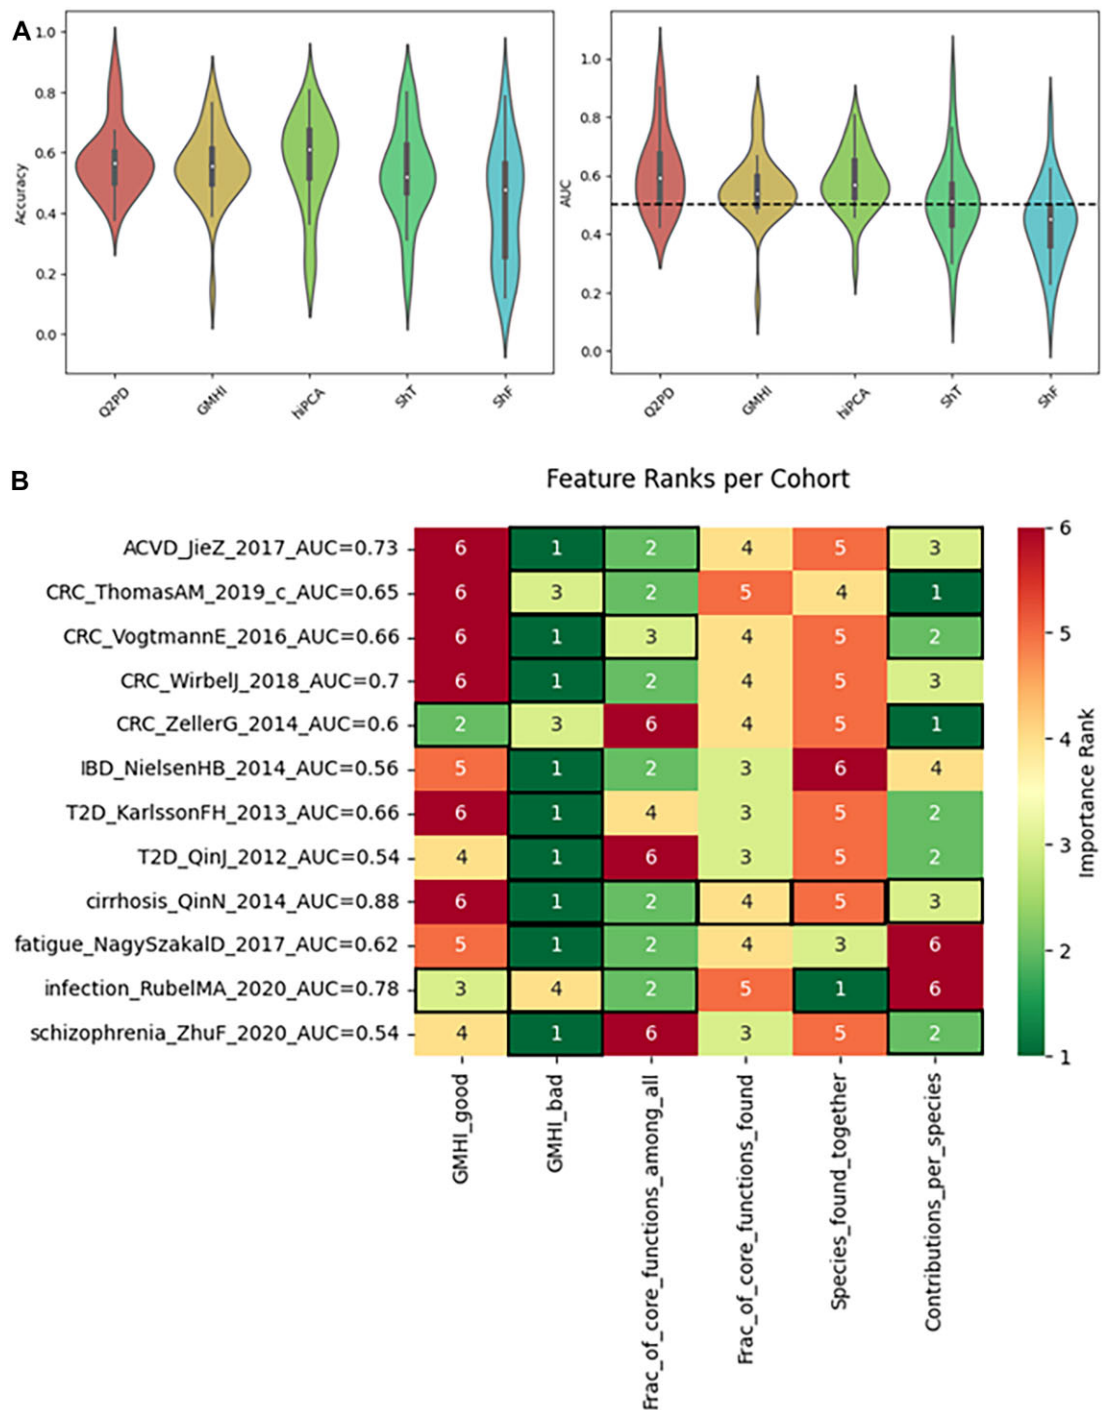 A
1.0
0.8
0.6
0.4
0.2
0.0
Accuracy
Q2PD
GMHI
hiPCA
ShT
ShF
1.0
0.8
0.6
0.4
0.2
0.0
AUC
Q2PD
GMHI
hiPCA
ShT
ShF
B
Feature Ranks per Cohort
ACVD_JieZ_2017_AUC=0.73 6 1 2 4 5 3
CRC_ThomasAM_2019_c_AUC=0.65 6 3 2 5 4 1
CRC_VogtmannE_2016_AUC=0.66 6 1 3 4 5 2
CRC_WirbelJ_2018_AUC=0.7 6 1 2 4 5 3
CRC_ZellerG_2014_AUC=0.6 2 3 6 4 5 1
IBD_NielsenHB_2014_AUC=0.56 5 1 2 3 6 4
T2D_KarlssonFH_2013_AUC=0.66 6 1 4 3 5 2
T2D_QinJ_2012_AUC=0.54 4 1 6 3 5 2
cirrhosis_QinN_2014_AUC=0.88 6 1 2 4 5 3
fatigue_NagySzakalD_2017_AUC=0.62 5 1 2 4 3 6
infection_RubelMA_2020_AUC=0.78 3 4 2 5 1 6
schizophrenia_ZhuF_2020_AUC=0.54 4 1 6 3 5 2
GMHI_good
GMHI_bad
Frac_of_core_functions_among_all
Frac_of_core_functions_found
Species_found_together
Contributions_per_species
6
5
4
3
2
1
Importance Rank